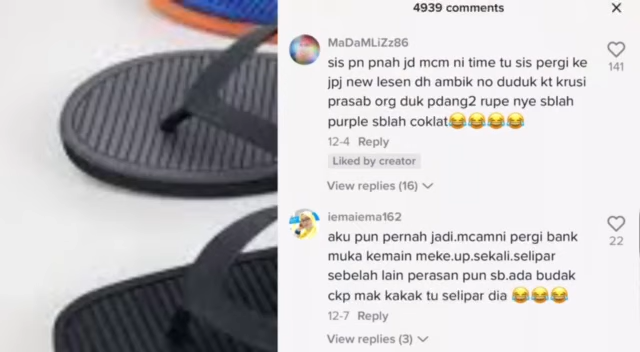 4939 comments
MaDaMLiZz86
sis pn pnah jd mcm ni time tu sis pergi ke
jpj new lesen dh ambik no duduk kt krusi
prasab org duk pdang2 rupe nye sblah
purple sblah coklat😂😂😂😂
12-4 Reply
Liked by creator
View replies (16)
141
iemaiema162
aku pun pernah jadi.mcamni pergi bank
muka kemain meke.up.sekali.selipar
sebelah lain perasan pun sb.ada budak
ckp mak kakak tu selipar dia 😂😂😂
12-7 Reply
View replies (3)
22